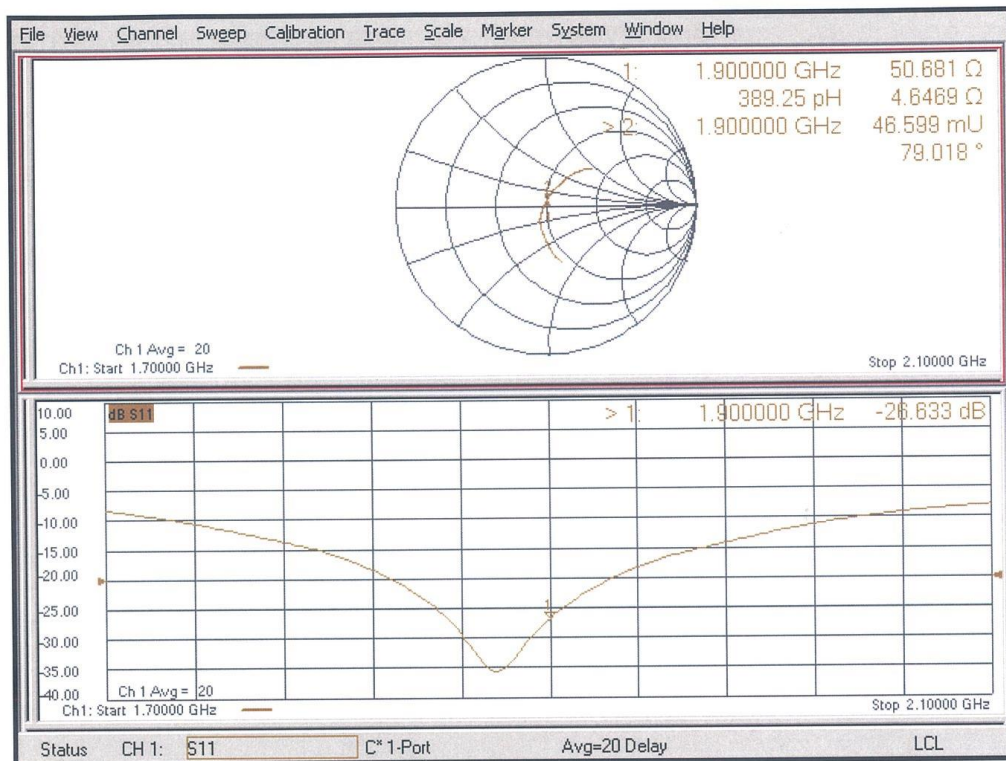 File View Channel Sweep Calibration Trace Scale Marker System Window Help
1: 1.900000 GHz 50.681 Ω
389.25 pH 4.6469 Ω
> 2: 1.900000 GHz 46.599 mU
79.018 °
Ch 1 Avg = 20
Ch1: Start 1.70000 GHz Stop 2.10000 GHz
10.00 dB S11 > 1: 1.900000 GHz -26.633 dB
5.00
0.00
-5.00
-10.00
-15.00
-20.00
-25.00 1
-30.00
-35.00
-40.00 Ch 1 Avg = 20
Ch1: Start 1.70000 GHz Stop 2.10000 GHz
Status CH 1: S11 C* 1-Port Avg=20 Delay LCL